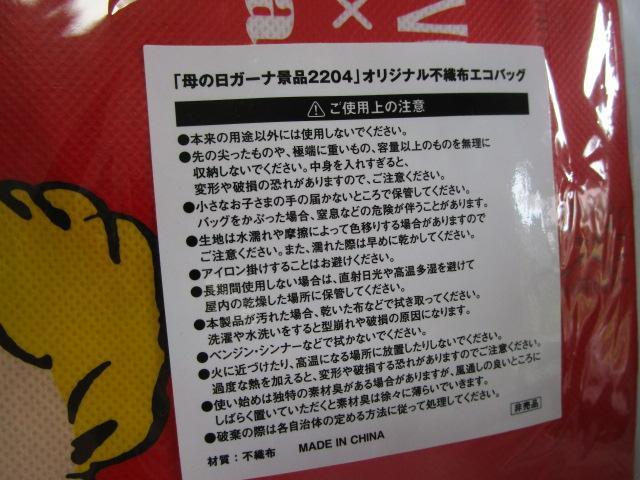 「母の日ガーナ景品2204」オリジナル不織布エコバッグ
ご使用上の注意
●本来の用途以外には使用しないでください。
●先の尖ったものや、極端に重いもの、容量以上のものを無理に
収納しないでください。中身を入れすぎると、
変形や破損の恐れがありますので、ご注意ください。
●小さなお子さまの手の届かないところで保管してください。
バッグをかぶった場合、窒息などの危険が伴うことがあります。
●生地は水濡れや摩擦によって色移りする場合がありますので
ご注意ください。また、濡れた際は早めに乾かしてください。
●アイロン掛けすることはお避けください。
●長期間使用しない場合は、直射日光や高温多湿を避けて
屋内の乾燥した場所に保管してください。
●本製品が汚れた場合、乾いた布などで拭き取ってください。
洗濯や水洗いをすると型崩れや破損の原因になります。
●ベンジン・シンナーなどで拭かないでください。
●火に近づけたり、高温になる場所に放置したりしないでください。
過度な熱を加えると、変形や破損する恐れがありますのでご注意ください。
●使い始めは独特の素材臭がある場合がありますが、風通しの良いところに
しばらく置いていただくと素材臭は徐々に薄らいでいきます。
●破棄の際は各自治体の定める方法に従って処理してください。
材質：不織布 MADE IN CHINA
非売品